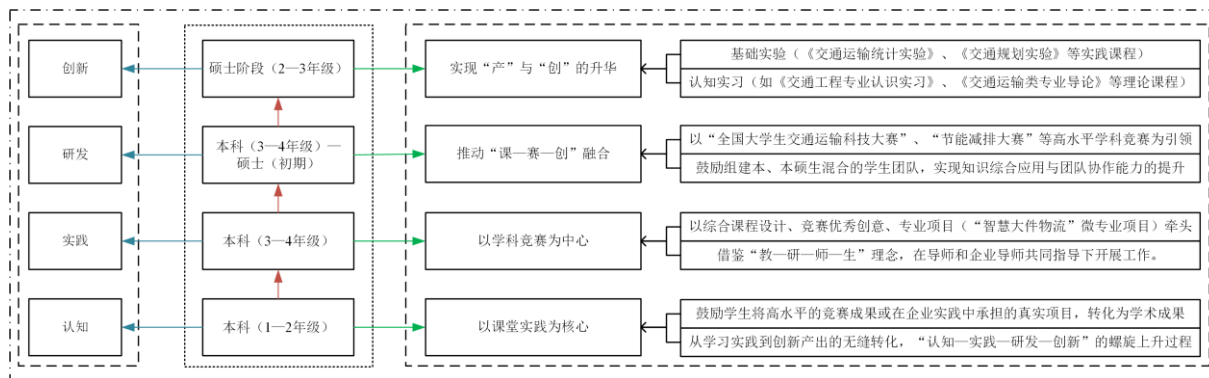 创新
硕士阶段（2—3年级）
实现“产”与“创”的升华
基础实验（《交通运输统计实验》、《交通规划实验》等实践课程）
认知实习（如《交通工程专业认识实习》、《交通运输类专业导论》等理论课程）
研发
本科（3—4年级）—
硕士（初期）
推动“课—赛—创”融合
以“全国大学生交通运输科技大赛”、“节能减排大赛”等高水平学科竞赛为引领
鼓励组建本、本硕生混合的学生团队，实现知识综合应用与团队协作能力的提升
实践
本科（3—4年级）
以学科竞赛为中心
以综合课程设计、竞赛优秀创意、专业项目（“智慧大件物流”微专业项目）牵头
借鉴“教—研—师—生”理念，在导师和企业导师共同指导下开展工作。
认知
本科（1—2年级）
以课堂实践为核心
鼓励学生将高水平的竞赛成果或在企业实践中承担的真实项目，转化为学术成果
从学习实践到创新产出的无缝转化，“认知—实践—研发—创新”的螺旋上升过程